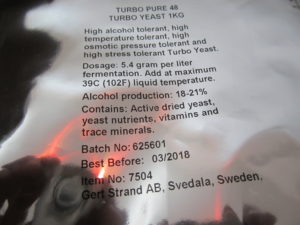 TURBO PURE 48
TURBO YEAST 1KG
High alcohol tolerant, high
temperature tolerant, high
osmotic pressure tolerant and
high stress tolerant Turbo Yeast.
Dosage: 5.4 gram per liter
fermentation. Add at maximum
39C (102F) liquid temperature.
Alcohol production: 18-21%
Contains: Active dried yeast,
yeast nutrients, vitamins and
trace minerals.
Batch No: 625601
Best Before: 03/2018
Item No: 7504
Gert Strand AB, Svedala, Sweden,